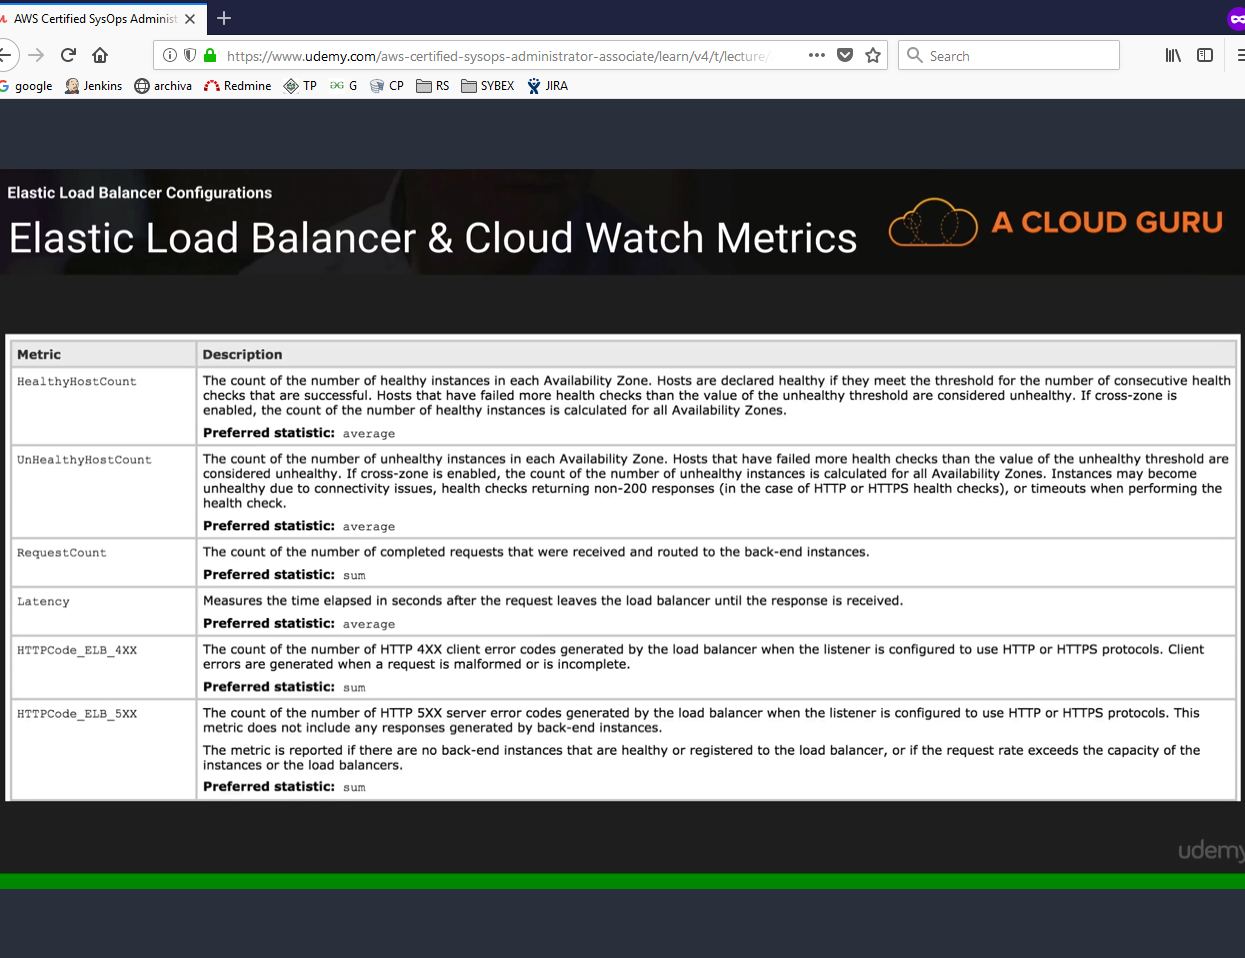 AWS Certified SysOps Administ
https://www.udemy.com/aws-certified-sysops-administrator-associate/learn/v4/t/lecture/
Search
google Jenkins archiva Redmine TP G CP RS SYBEX JIRA
Elastic Load Balancer Configurations
Elastic Load Balancer & Cloud Watch Metrics
A CLOUD GURU
Metric Description
HealthyHostCount The count of the number of healthy instances in each Availability Zone. Hosts are declared healthy if they meet the threshold for the number of consecutive health
checks that are successful. Hosts that have failed more health checks than the value of the unhealthy threshold are considered unhealthy. If cross-zone is
enabled, the count of the number of healthy instances is calculated for all Availability Zones.
Preferred statistic: average
UnHealthyHostCount The count of the number of unhealthy instances in each Availability Zone. Hosts that have failed more health checks than the value of the unhealthy threshold are
considered unhealthy. If cross-zone is enabled, the count of the number of unhealthy instances is calculated for all Availability Zones. Instances may become
unhealthy due to connectivity issues, health checks returning non-200 responses (in the case of HTTP or HTTPS health checks), or timeouts when performing the
health check.
Preferred statistic: average
RequestCount The count of the number of completed requests that were received and routed to the back-end instances.
Preferred statistic: sum
Latency Measures the time elapsed in seconds after the request leaves the load balancer until the response is received.
Preferred statistic: average
HTTPCode_ELB_4XX The count of the number of HTTP 4XX client error codes generated by the load balancer when the listener is configured to use HTTP or HTTPS protocols. Client
errors are generated when a request is malformed or is incomplete.
Preferred statistic: sum
HTTPCode_ELB_5XX The count of the number of HTTP 5XX server error codes generated by the load balancer when the listener is configured to use HTTP or HTTPS protocols. This
metric does not include any responses generated by back-end instances.
The metric is reported if there are no back-end instances that are healthy or registered to the load balancer, or if the request rate exceeds the capacity of the
instances or the load balancers.
Preferred statistic: sum
udemy